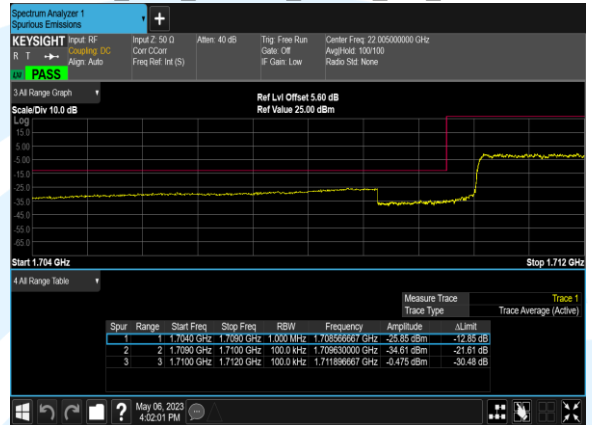 Spectrum Analyzer 1
Spurious Emissions
KEYSIGHT Input: RF Input Z: 50 Ω Atten: 40 dB Trig: Free Run Center Freq: 22.005000000 GHz
R T Coupling: DC Corr CCorr Gate: Off Avg|Hold: 100/100
Align: Auto Freq Ref: Int (S) IF Gain: Low Radio Std: None
PASS
3 All Range Graph
Ref Lvl Offset 5.60 dB
Scale/Div 10.0 dB Ref Value 25.00 dBm
Log
15.0
5.00
-5.00
-15.0
-25.0
-35.0
-45.0
-55.0
-65.0
Start 1.704 GHz Stop 1.712 GHz
4 All Range Table
Measure Trace Trace 1
Trace Type Trace Average (Active)
Spur Range Start Freq Stop Freq RBW Frequency Amplitude ΔLimit
1 1 1.7040 GHz 1.7090 GHz 1.000 MHz 1.708566667 GHz -25.85 dBm -12.85 dB
2 2 1.7090 GHz 1.7100 GHz 100.0 kHz 1.709630000 GHz -34.61 dBm -21.61 dB
3 3 1.7100 GHz 1.7120 GHz 100.0 kHz 1.711896667 GHz -0.475 dBm -30.48 dB
May 06, 2023
4:02:01 PM